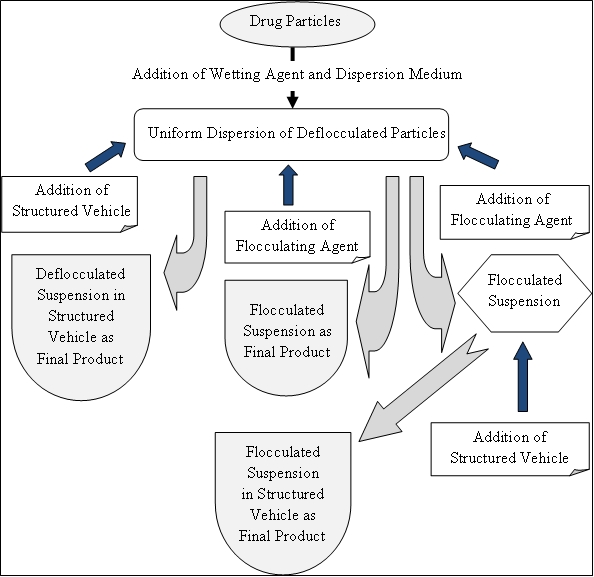 Drug Particles
Addition of Wetting Agent and Dispersion Medium
Uniform Dispersion of Deflocculated Particles
Addition of
Structured Vehicle
Addition of
Flocculating Agent
Addition of
Flocculating Agent
Deflocculated
Suspension in
Structured
Vehicle as
Final Product
Flocculated
Suspension as
Final Product
Flocculated
Suspension
Addition of
Structured Vehicle
Flocculated
Suspension
in Structured
Vehicle as
Final Product